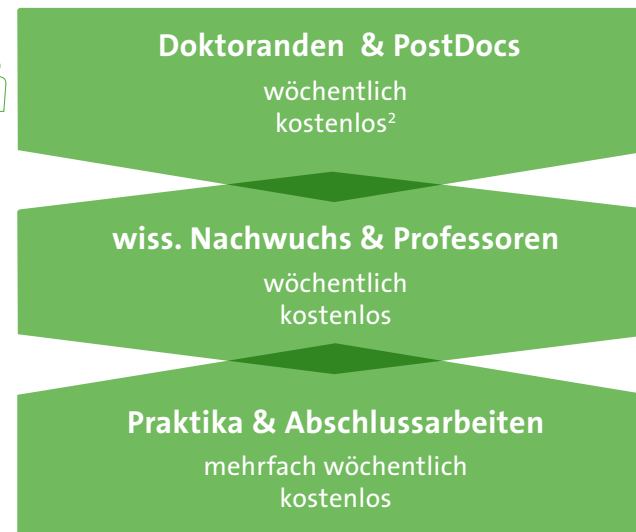 Doktoranden & PostDocs
wöchentlich
kostenlos²
wiss. Nachwuchs & Professoren
wöchentlich
kostenlos
Praktika & Abschlussarbeiten
mehrfach wöchentlich
kostenlos